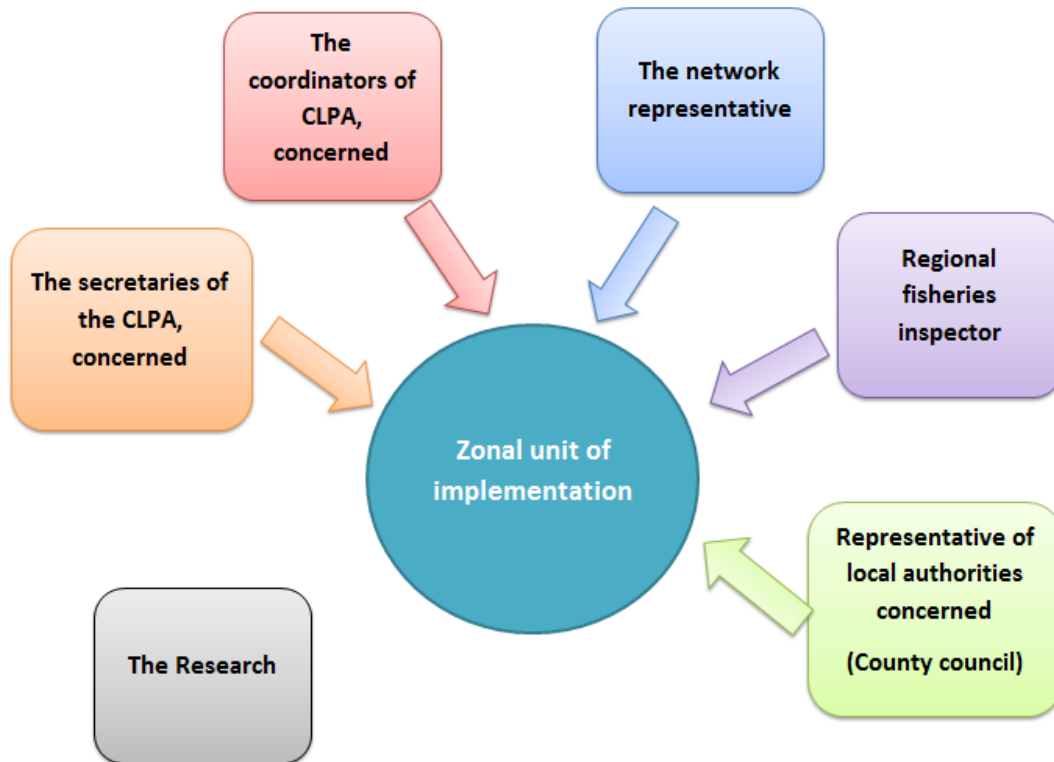 The
coordinators of
CLPA,
concerned
The network
representative
The secretaries of
the CLPA,
concerned
Regional
fisheries
inspector
Zonal unit of
implementation
Representative of
local authorities
concerned
(County council)
The Research